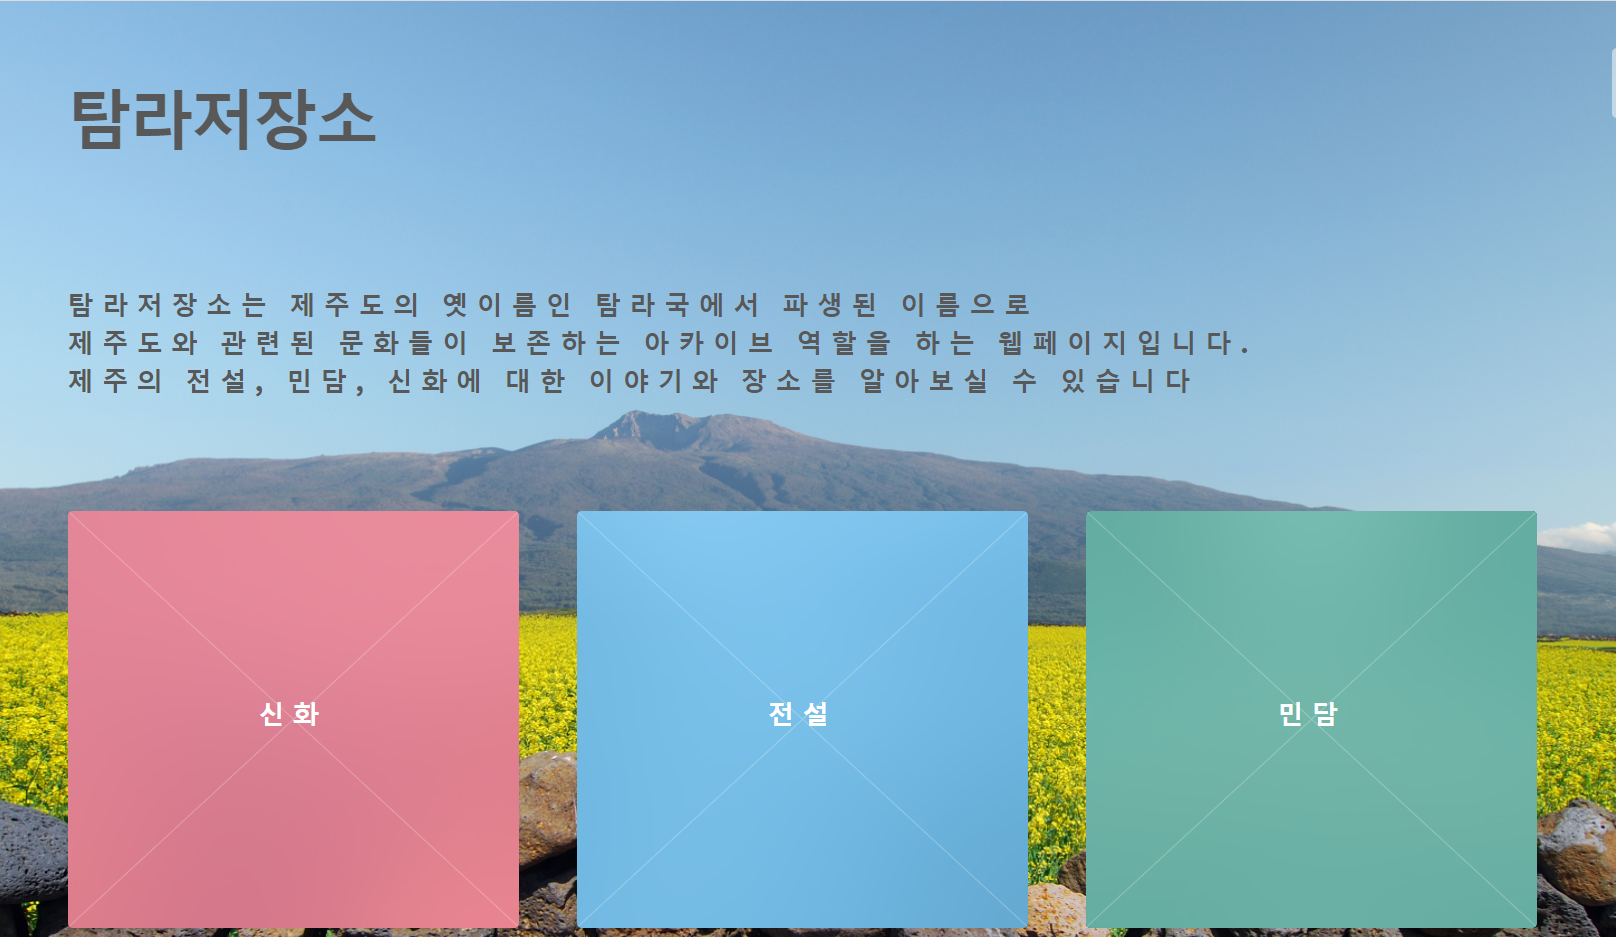 탐라저장소
탐라저장소는 제주도의 옛이름인 탐라국에서 파생된 이름으로
제주도와 관련된 문화들이 보존하는 아카이브 역할을 하는 웹페이지입니다.
제주의 전설, 민담, 신화에 대한 이야기와 장소를 알아보실 수 있습니다
신화
전설
민담